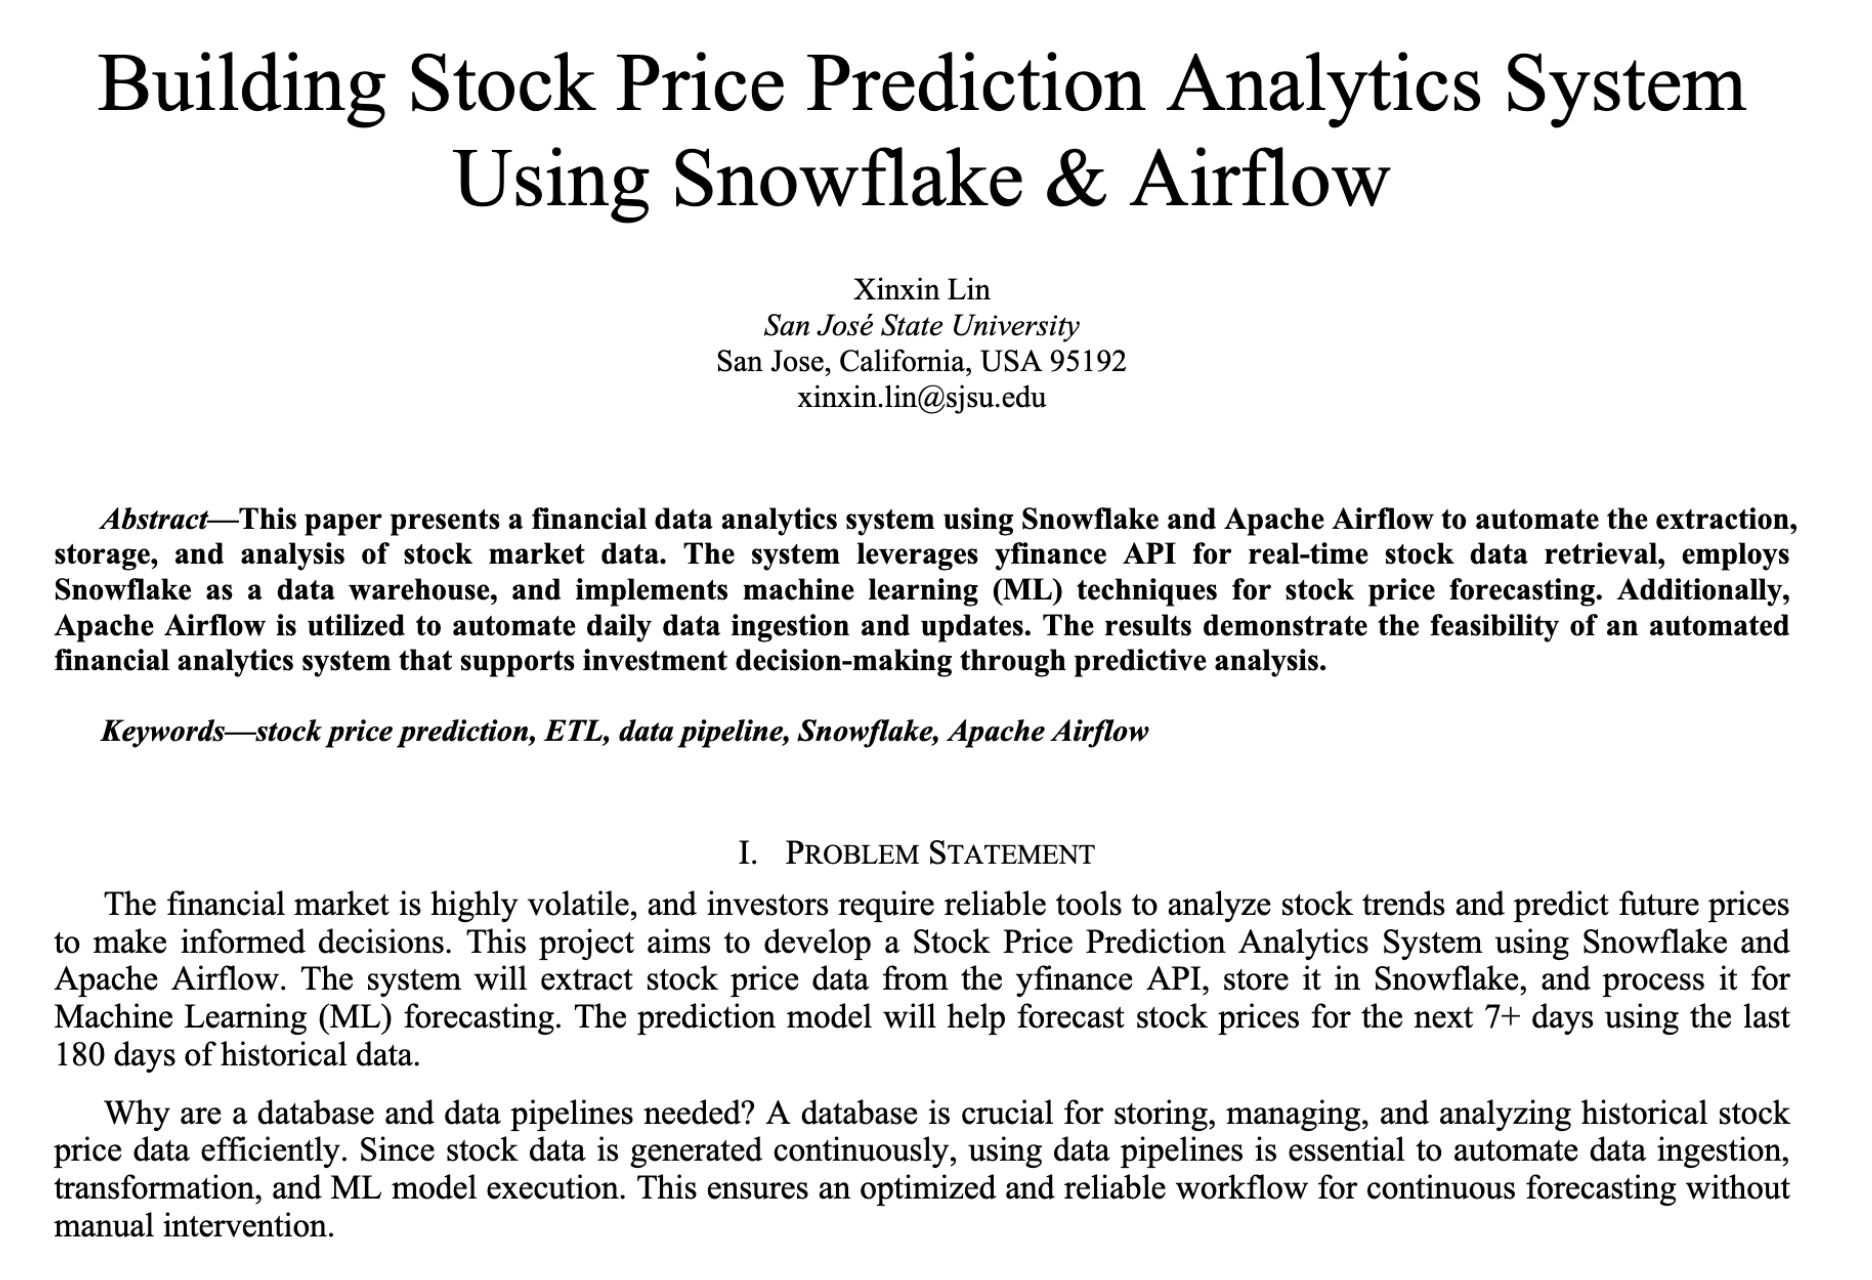 Building Stock Price Prediction Analytics System
Using Snowflake & Airflow
Xinxin Lin
San José State University
San Jose, California, USA 95192
xinxin.lin@sjsu.edu
Abstract—This paper presents a financial data analytics system using Snowflake and Apache Airflow to automate the extraction,
storage, and analysis of stock market data. The system leverages yfinance API for real-time stock data retrieval, employs
Snowflake as a data warehouse, and implements machine learning (ML) techniques for stock price forecasting. Additionally,
Apache Airflow is utilized to automate daily data ingestion and updates. The results demonstrate the feasibility of an automated
financial analytics system that supports investment decision-making through predictive analysis.
Keywords—stock price prediction, ETL, data pipeline, Snowflake, Apache Airflow
I. PROBLEM STATEMENT
The financial market is highly volatile, and investors require reliable tools to analyze stock trends and predict future prices
to make informed decisions. This project aims to develop a Stock Price Prediction Analytics System using Snowflake and
Apache Airflow. The system will extract stock price data from the yfinance API, store it in Snowflake, and process it for
Machine Learning (ML) forecasting. The prediction model will help forecast stock prices for the next 7+ days using the last
180 days of historical data.
Why are a database and data pipelines needed? A database is crucial for storing, managing, and analyzing historical stock
price data efficiently. Since stock data is generated continuously, using data pipelines is essential to automate data ingestion,
transformation, and ML model execution. This ensures an optimized and reliable workflow for continuous forecasting without
manual intervention.